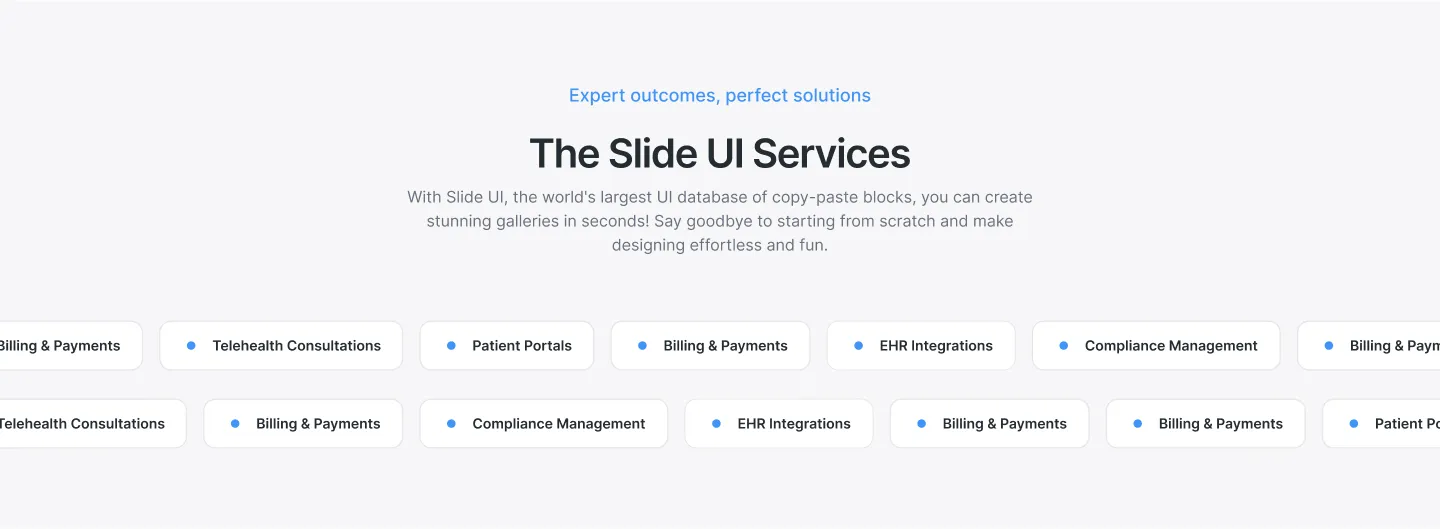 Expert outcomes, perfect solutions
The Slide UI Services
With Slide UI, the world's largest UI database of copy-paste blocks, you can create
stunning galleries in seconds! Say goodbye to starting from scratch and make
designing effortless and fun.
Billing & Payments Telehealth Consultations Patient Portals Billing & Payments EHR Integrations Compliance Management Billing & Paym
Telehealth Consultations Billing & Payments Compliance Management EHR Integrations Billing & Payments Billing & Payments Patient Po